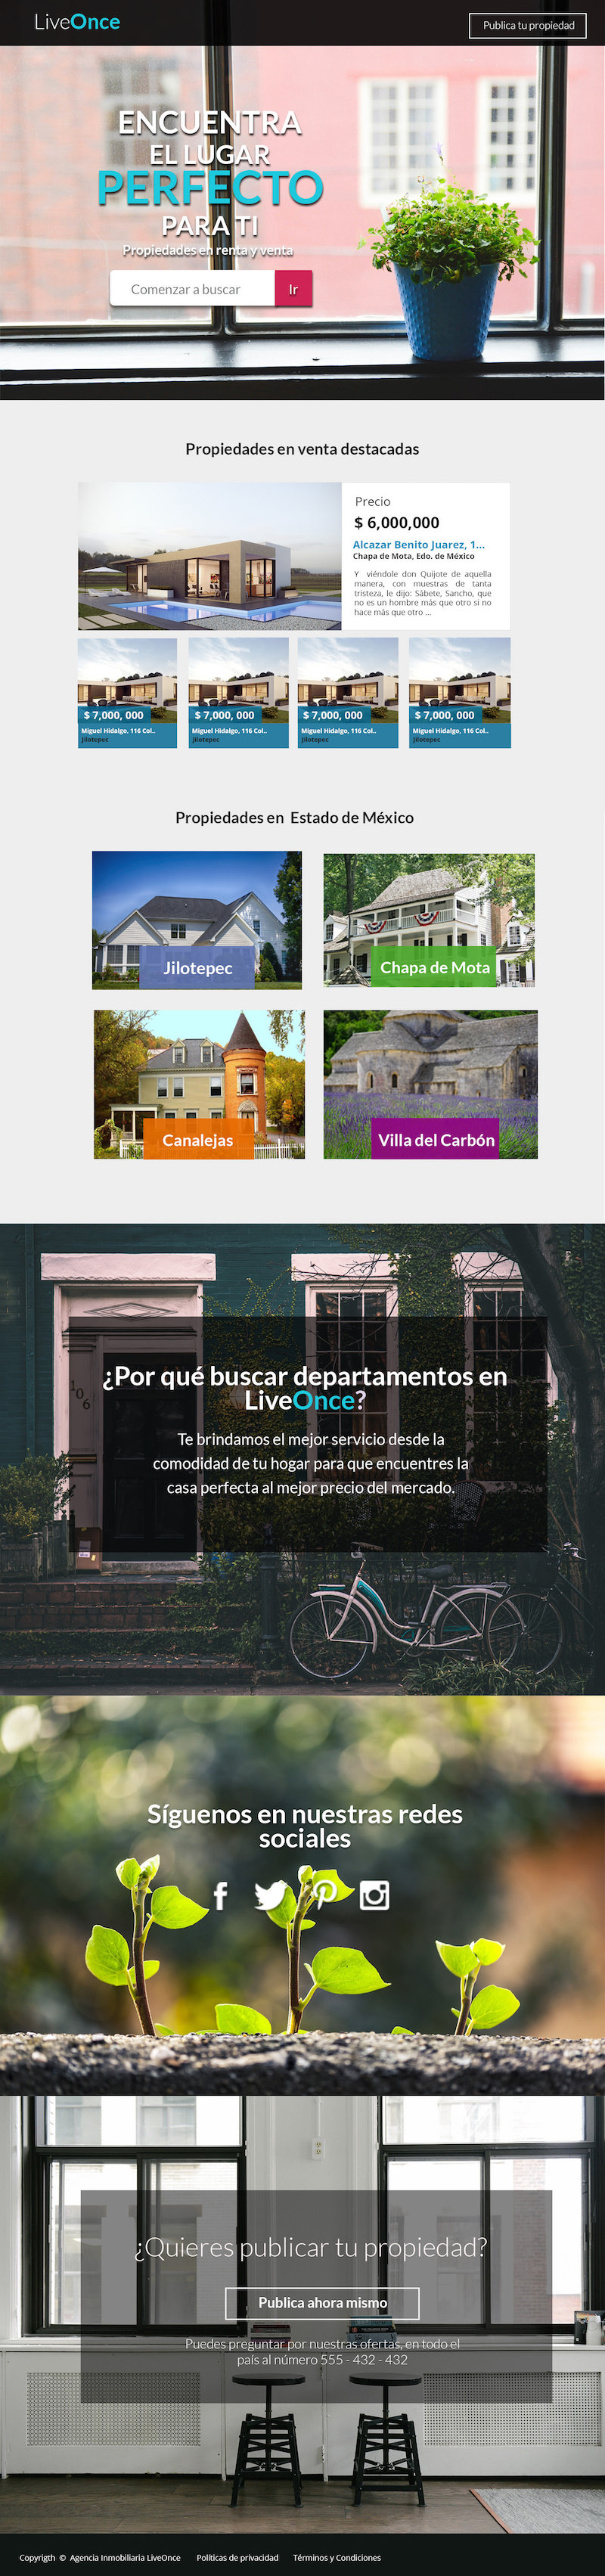 LiveOnce
Publica tu propiedad
ENCUENTRA
EL LUGAR
PERFECTO
PARA TI
Propiedades en renta y venta
Comenzar a buscar
Ir
Propiedades en venta destacadas
Precio
$ 6,000,000
Alcazar Benito Juarez, 1...
Chapa de Mota, Edo. de México
Y viéndole don Quijote de aquella
manera, con muestras de tanta
tristeza, le dijo: Sábete, Sancho, que
no es un hombre más que otro si no
hace más que otro ...
$ 7,000, 000
Miguel Hidalgo, 116 Col..
Jilotepec
$ 7,000, 000
Miguel Hidalgo, 116 Col..
Jilotepec
$ 7,000, 000
Miguel Hidalgo, 116 Col..
Jilotepec
$ 7,000, 000
Miguel Hidalgo, 116 Col..
Jilotepec
Propiedades en Estado de México
Jilotepec
Chapa de Mota
Canalejas
Villa del Carbón
106
¿Por qué buscar departamentos en
LiveOnce?
Te brindamos el mejor servicio desde la
comodidad de tu hogar para que encuentres la
casa perfecta al mejor precio del mercado.
Síguenos en nuestras redes
sociales
¿Quieres publicar tu propiedad?
Publica ahora mismo
Puedes preguntar por nuestras ofertas, en todo el
país al número 555 - 432 - 432
Copyrigth © Agencia Inmobiliaria LiveOnce
Políticas de privacidad
Términos y Condiciones